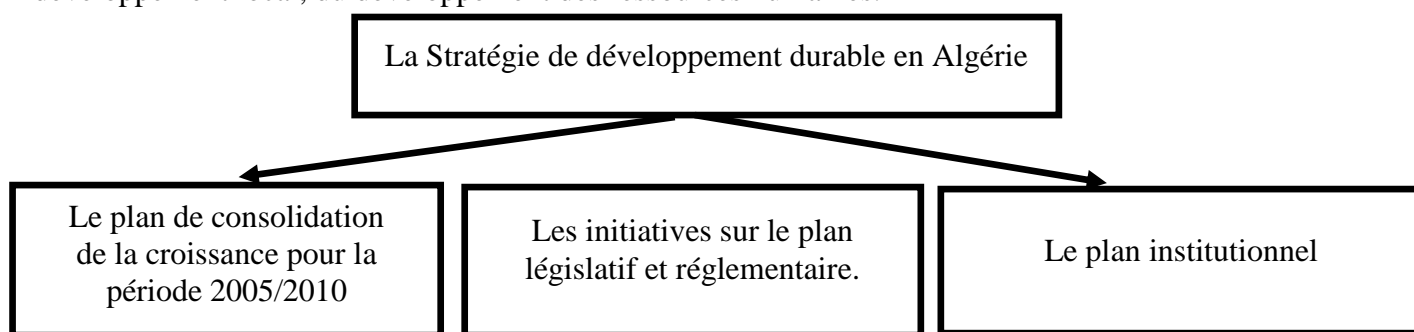 La Stratégie de développement durable en Algérie
Le plan de consolidation
de la croissance pour la
période 2005/2010
Les initiatives sur le plan
législatif et réglementaire.
Le plan institutionnel